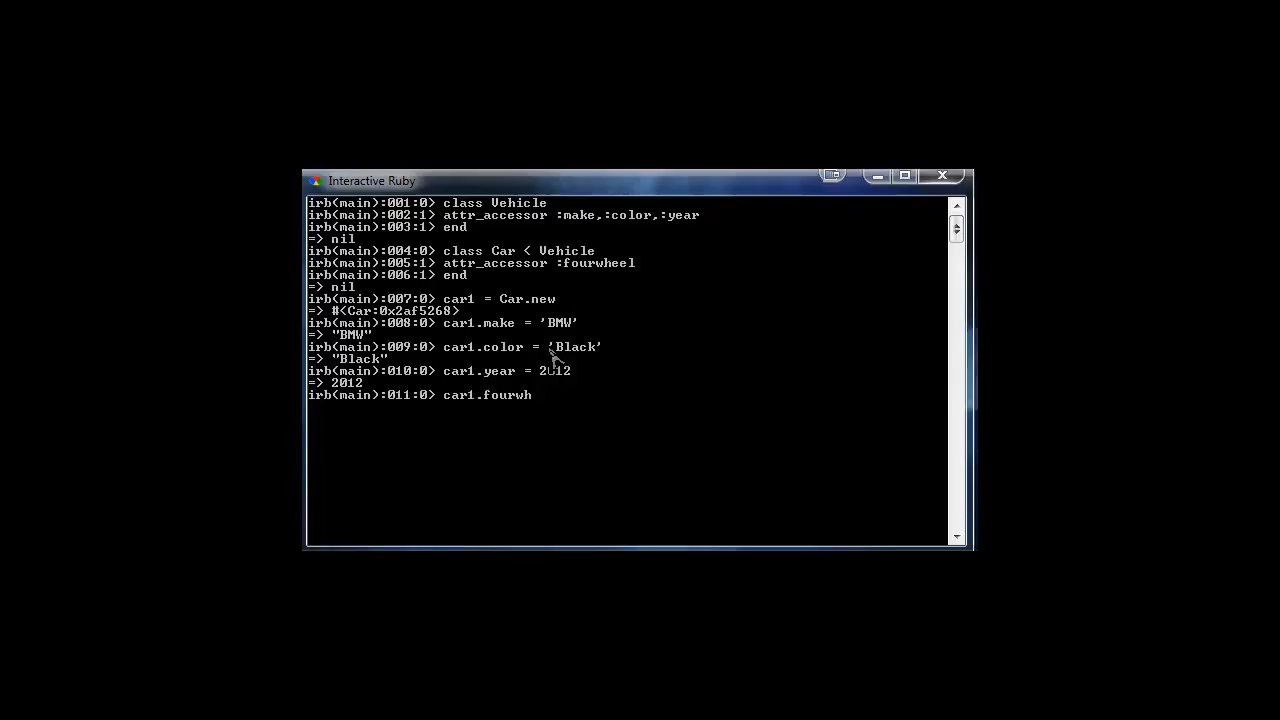 Interactive Ruby
irb(main):001:0> class Vehicle
irb(main):002:1> attr_accessor :make,:color,:year
irb(main):003:1> end
=> nil
irb(main):004:0> class Car < Vehicle
irb(main):005:1> attr_accessor :fourwheel
irb(main):006:1> end
=> nil
irb(main):007:0> car1 = Car.new
=> #<Car:0x2af5268>
irb(main):008:0> car1.make = 'BMW'
=> "BMW"
irb(main):009:0> car1.color = 'Black'
=> "Black"
irb(main):010:0> car1.year = 2012
=> 2012
irb(main):011:0> car1.fourwh